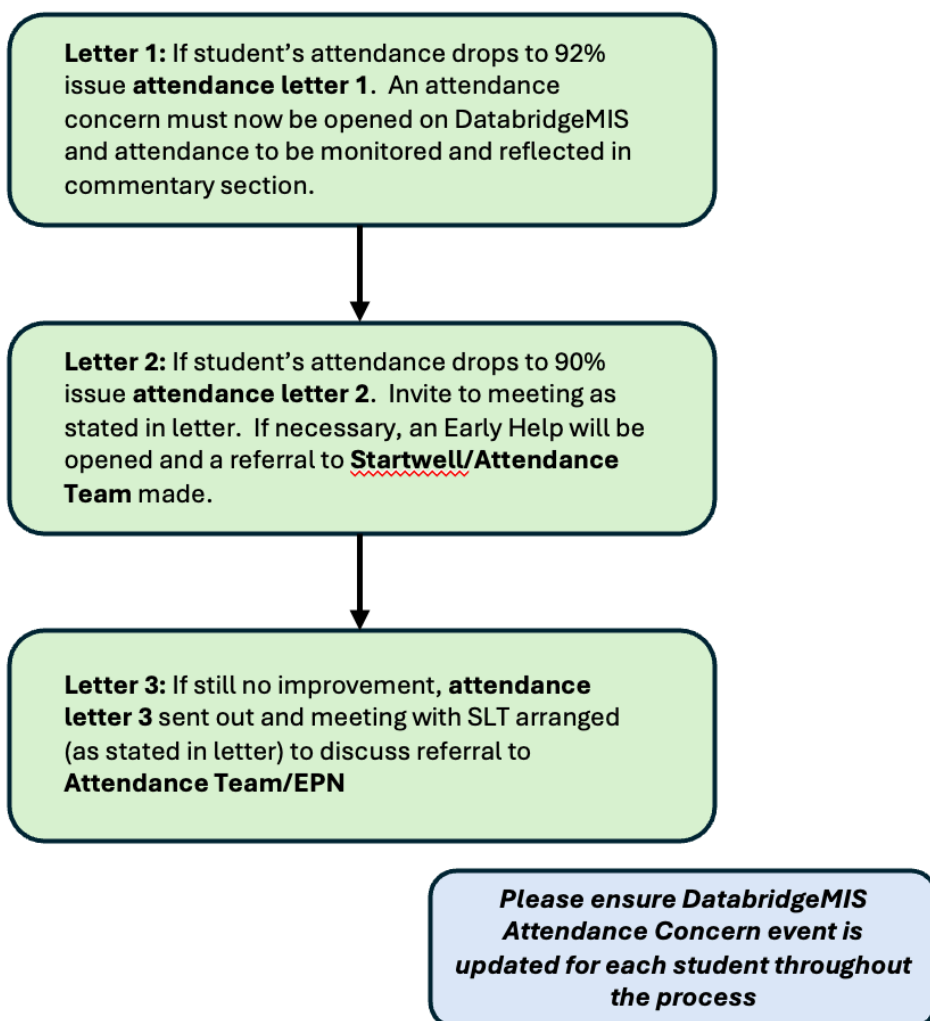 Letter 1: If student’s attendance drops to 92%
issue attendance letter 1.  An attendance
concern must now be opened on DatabridgeMIS
and attendance to be monitored and reflected in
commentary section.
Letter 2: If student’s attendance drops to 90%
issue attendance letter 2.  Invite to meeting as
stated in letter.  If necessary, an Early Help will be
opened and a referral to Startwell/Attendance
Team made.
Letter 3: If still no improvement, attendance
letter 3 sent out and meeting with SLT arranged
(as stated in letter) to discuss referral to
Attendance Team/EPN
Please ensure DatabridgeMIS
Attendance Concern event is
updated for each student throughout
the process